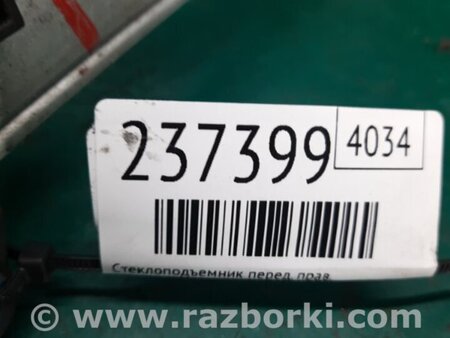 237399
4034
Стеклоподъемник перед. прав.
© www.razborki.com